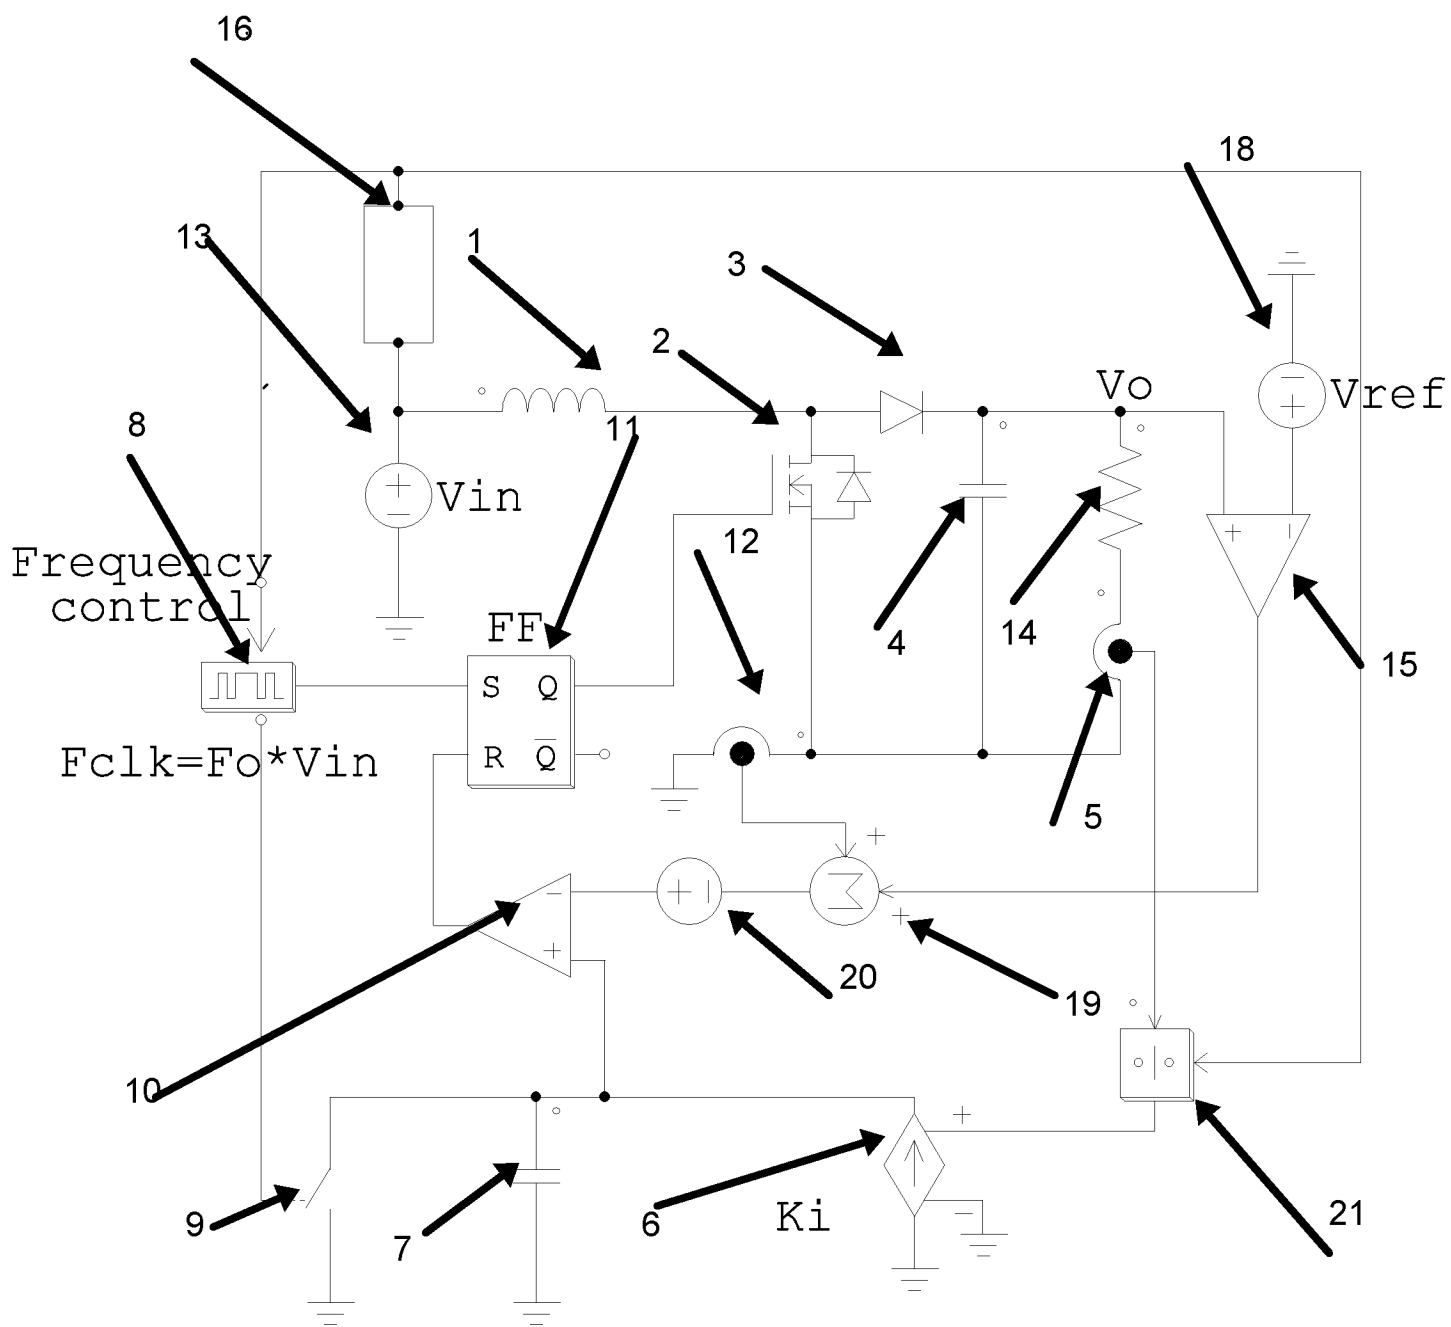 16
18
13
1
3
2
Vo
Vref
8
11
Vin
12
Frequency
control
FF
4
14
15
S Q
R Q
Fclk=Fo*Vin
5
+
+ −
Σ
+
20
19
10
6
+
9
7
Ki
21